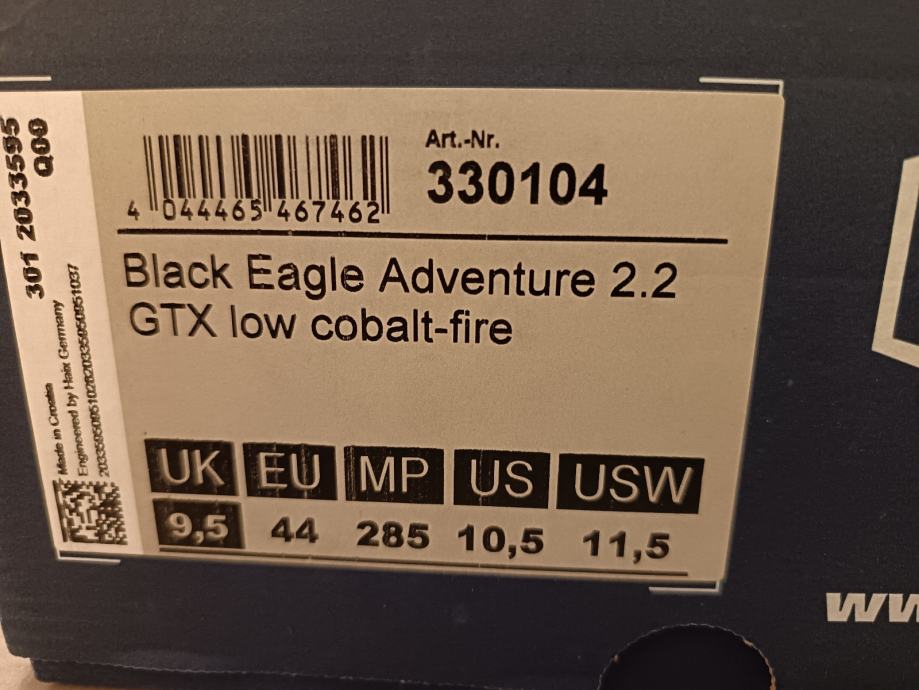 301 2033595
Q09
Made in Croatia
Engineered by Haix Germany
Art.-Nr.
330104
4 044465 467462
Black Eagle Adventure 2.2
GTX low cobalt-fire
UK EU MP US USW
9,5 44 285 10,5 11,5